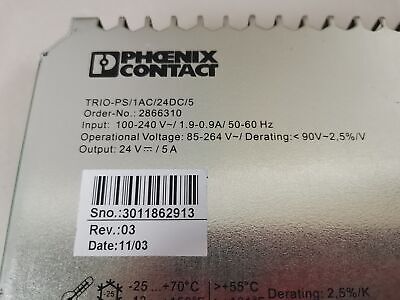 PHŒNIX
CONTACT
TRIO-PS/1AC/24DC/5
Order-No.: 2866310
Input: 100-240 V~/ 1.9-0.9A/ 50-60 Hz
Operational Voltage: 85-264 V~/ Derating:< 90V~2,5%/V
Output: 24 V⎓ / 5 A
Sno.:3011862913
Rev.: 03
Date:11/03
-25
-25 ...+70°C
>+55°C
Derating: 2,5%/K